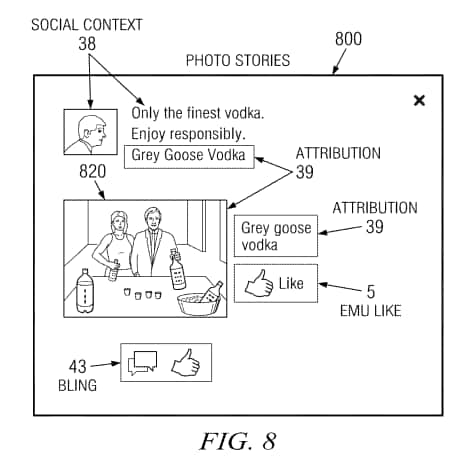 SOCIAL CONTEXT
38
PHOTO STORIES
800
Only the finest vodka.
Enjoy responsibly.
Grey Goose Vodka
ATTRIBUTION
39
820
Grey goose
vodka
ATTRIBUTION
39
Like
5
EMU LIKE
43
BLING
FIG. 8